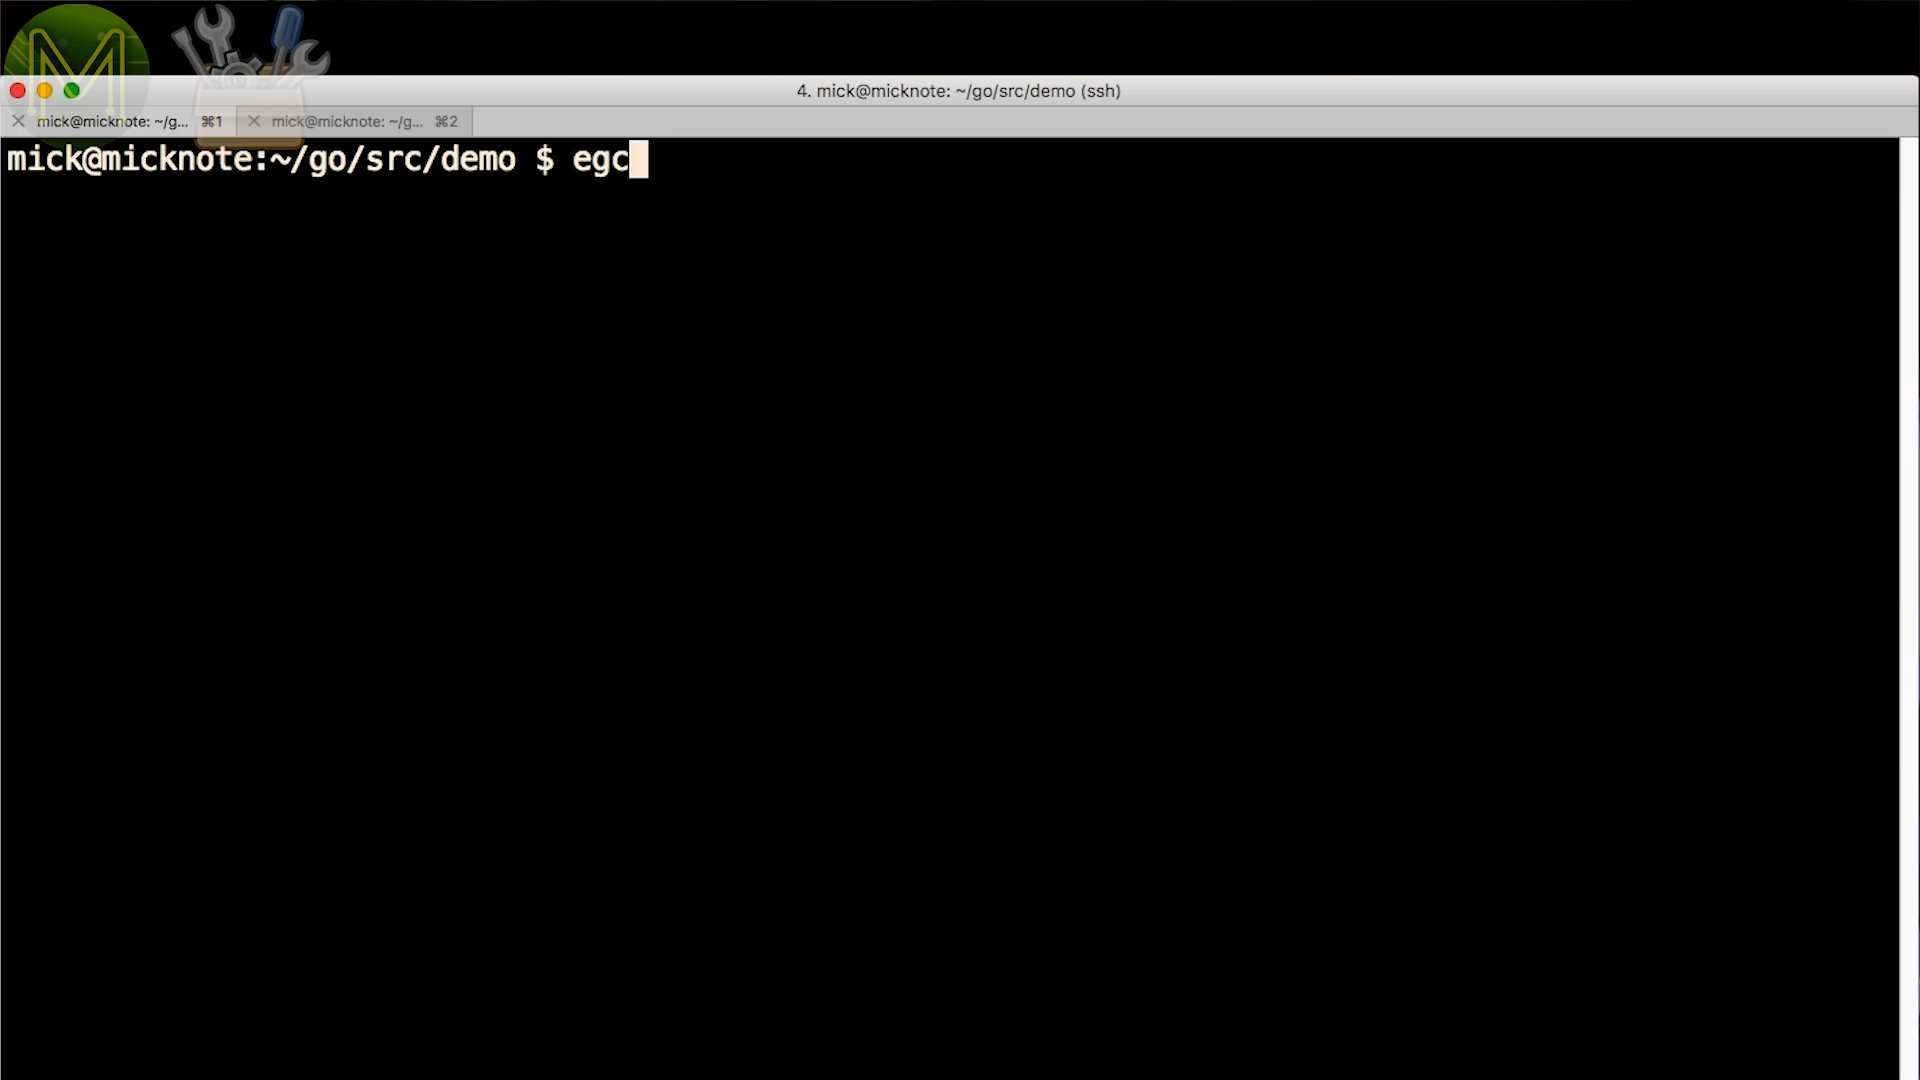 M
4. mick@micknote: ~/go/src/demo (ssh)
mick@micknote: ~/g... ⌘1
mick@micknote: ~/g... ⌘2
mick@micknote:~/go/src/demo $ egc